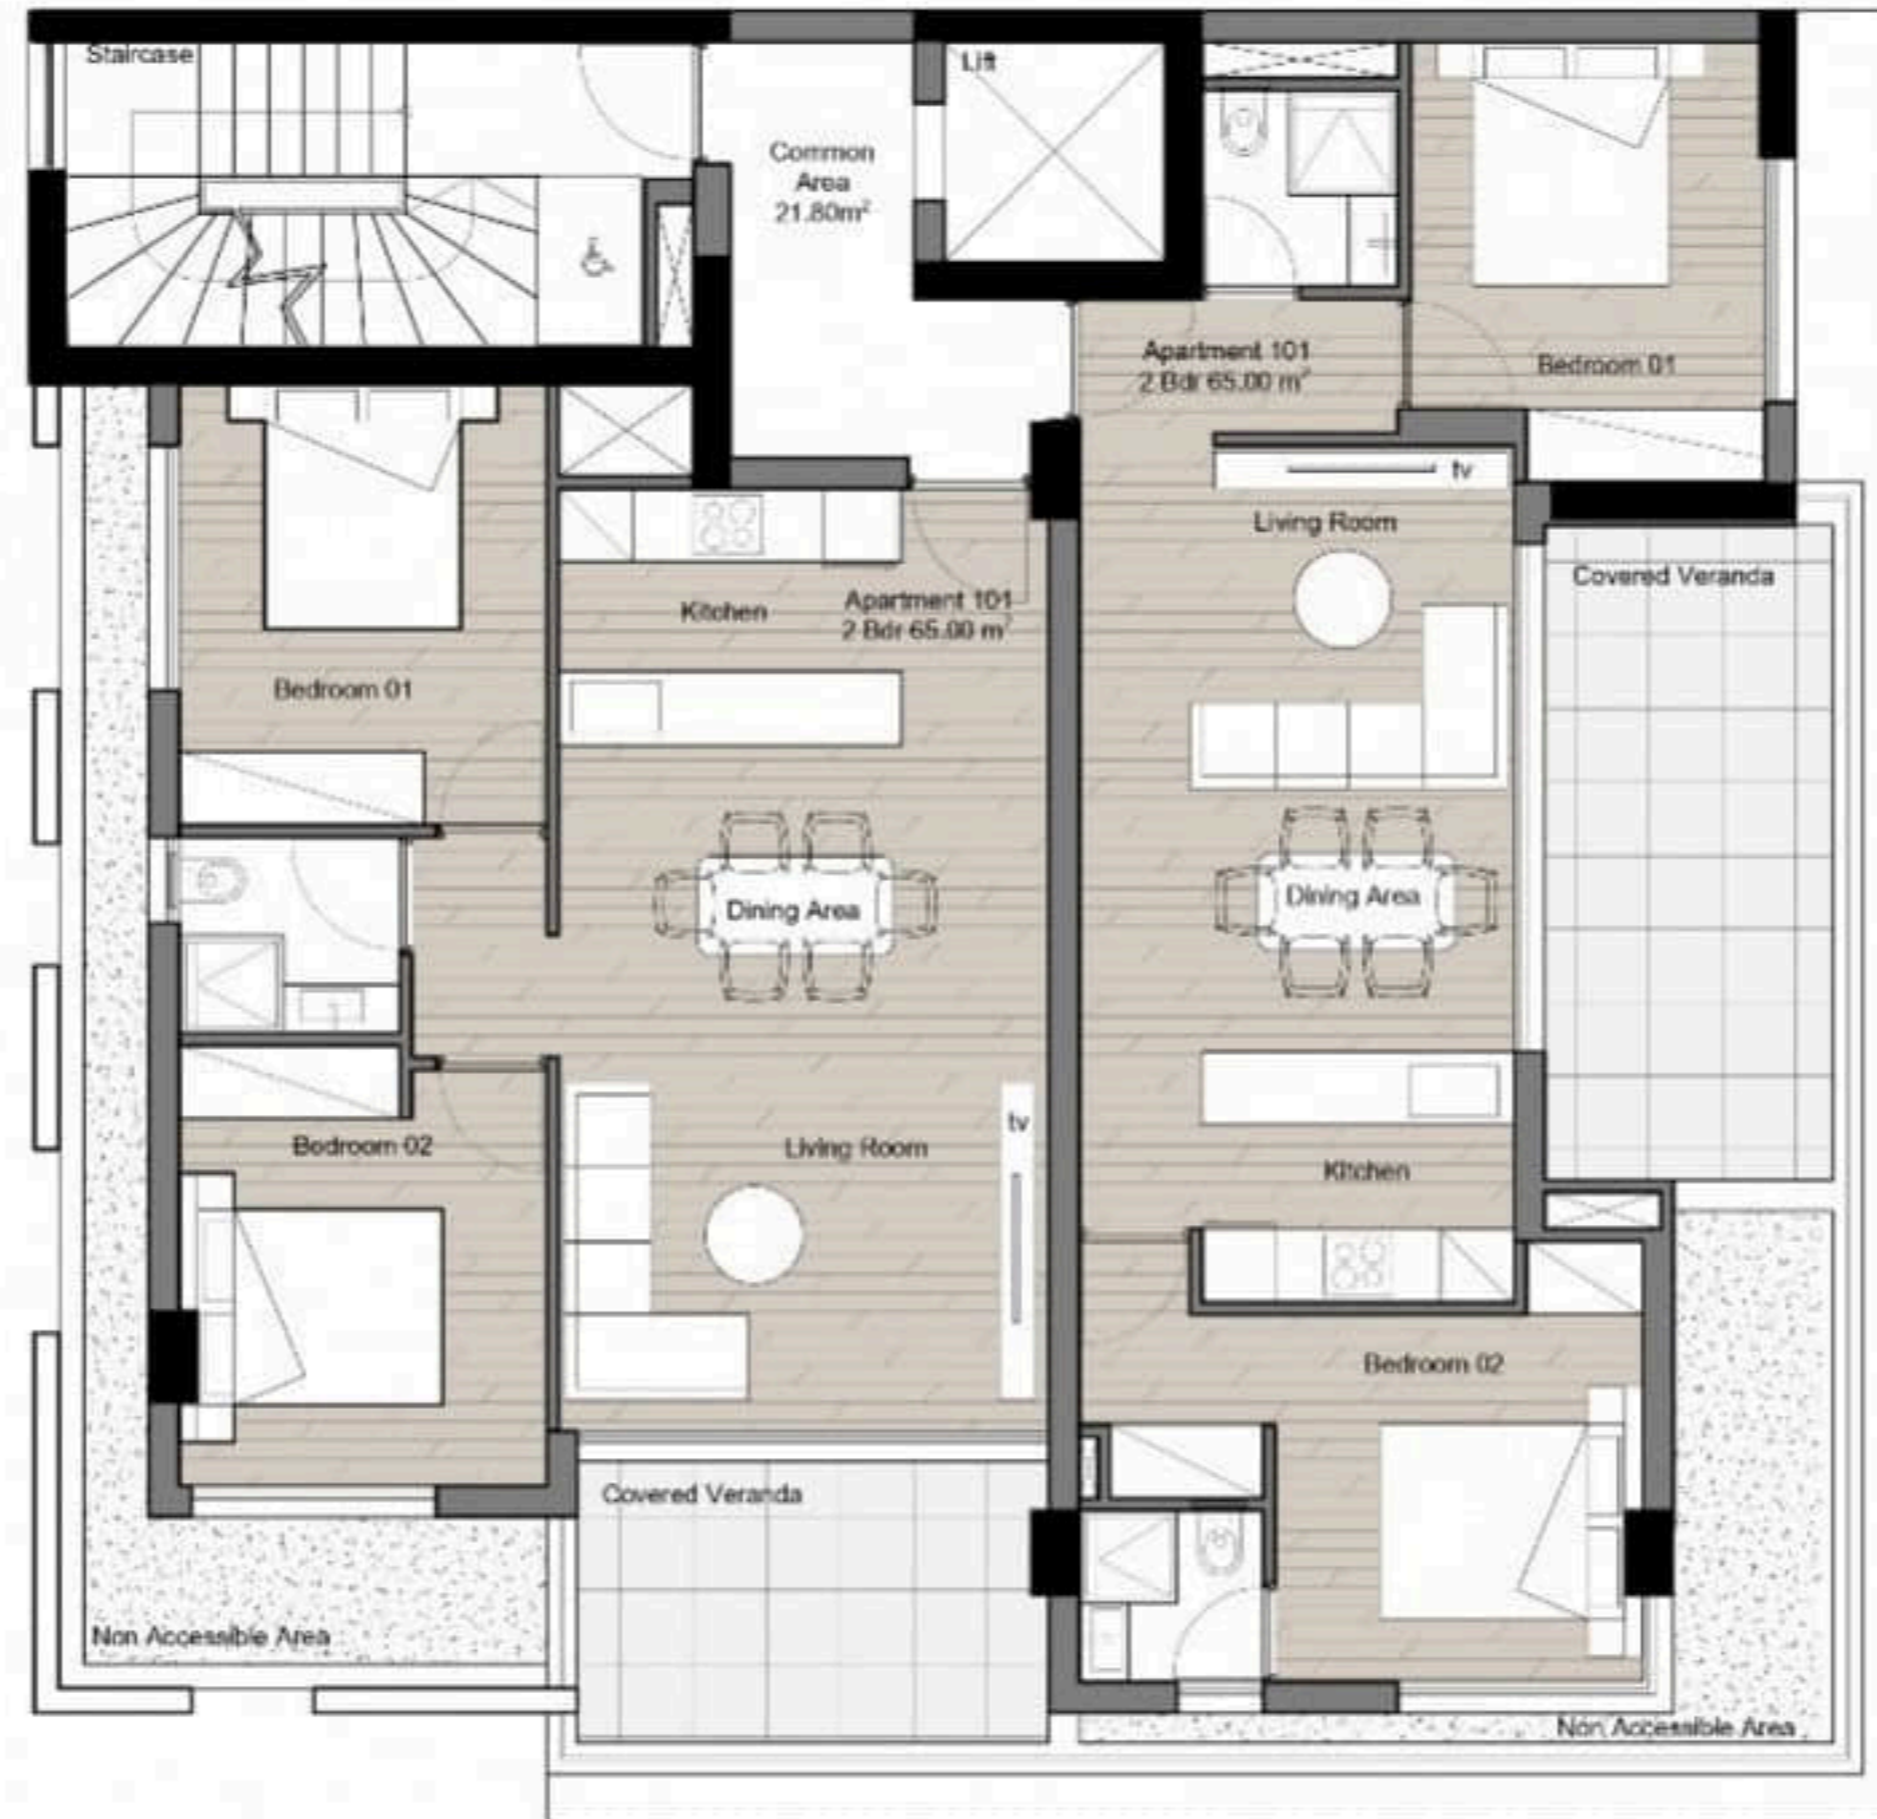 Staircase
Lift
Common
Area
21.80m²
Apartment 101
2 Bdr 65.00 m²
Bedroom 01
tv
Living Room
Covered Veranda
Kitchen
Apartment 101
2 Bdr 65.00 m²
Bedroom 01
Dining Area
Dining Area
tv
Bedroom 02
Living Room
Kitchen
Bedroom 02
Covered Veranda
Non Accessible Area
Non Accessible Area